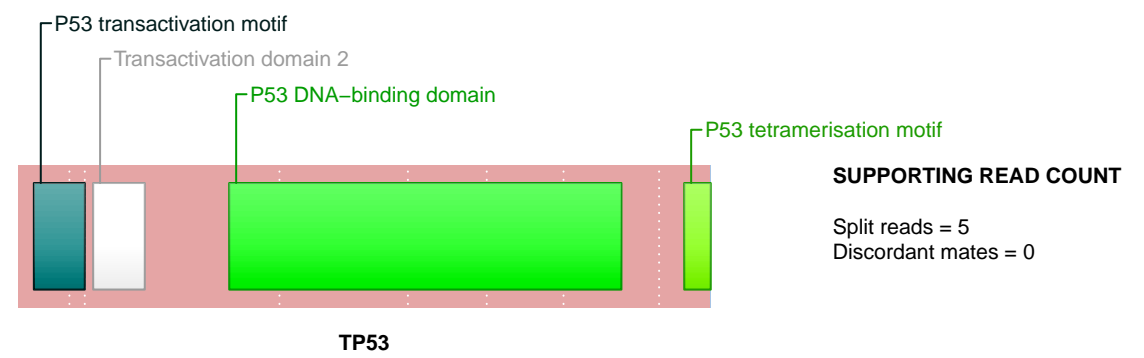 P53 transactivation motif
Transactivation domain 2
P53 DNA−binding domain
P53 tetramerisation motif
SUPPORTING READ COUNT
Split reads = 5
Discordant mates = 0
TP53